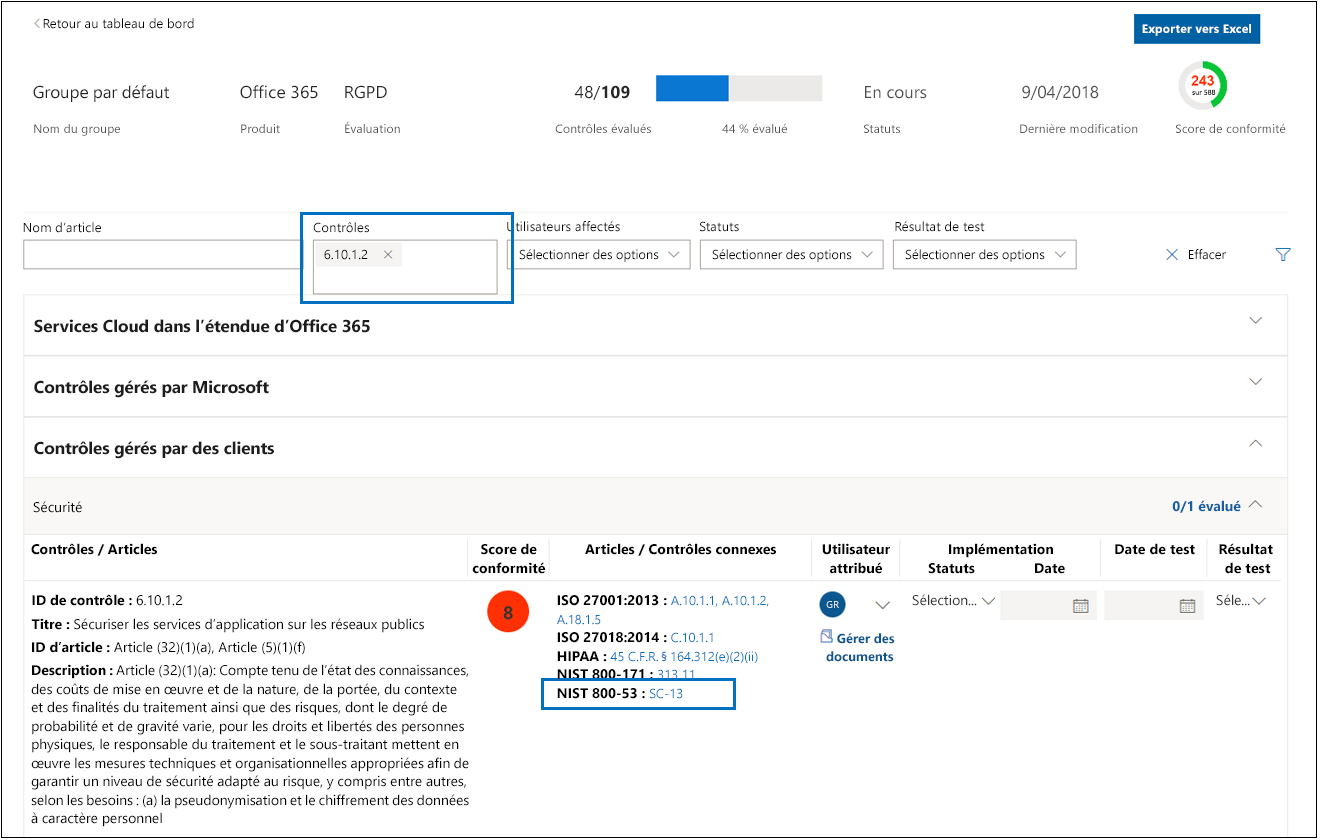 Retour au tableau de bord
Exporter vers Excel
Groupe par défaut
Office 365
RGPD
48/109
En cours
9/04/2018
243
sur 588
Nom du groupe
Produit
Évaluation
Contrôles évalués
44 % évalué
Statuts
Dernière modification
Score de conformité
Nom d’article
Contrôles
Utilisateurs affectés
Statuts
Résultat de test
6.10.1.2
Sélectionner des options
Sélectionner des options
Sélectionner des options
Effacer
Services Cloud dans l’étendue d’Office 365
Contrôles gérés par Microsoft
Contrôles gérés par des clients
Sécurité
0/1 évalué
Contrôles / Articles
Score de
conformité
Articles / Contrôles connexes
Utilisateur
attribué
Implémentation
Statuts
Date
Date de test
Résultat
de test
ID de contrôle : 6.10.1.2
Titre : Sécuriser les services d’application sur les réseaux publics
ID d’article : Article (32)(1)(a), Article (5)(1)(f)
Description : Article (32)(1)(a): Compte tenu de l’état des connaissances,
des coûts de mise en œuvre et de la nature, de la portée, du contexte
et des finalités du traitement ainsi que des risques, dont le degré de
probabilité et de gravité varie, pour les droits et libertés des personnes
physiques, le responsable du traitement et le sous-traitant mettent en
œuvre les mesures techniques et organisationnelles appropriées afin de
garantir un niveau de sécurité adapté au risque, y compris entre autres,
selon les besoins : (a) la pseudonymisation et le chiffrement des données
à caractère personnel
8
ISO 27001:2013 : A.10.1.1, A.10.1.2,
A.18.1.5
ISO 27018:2014 : C.10.1.1
HIPAA : 45 C.F.R. § 164.312(e)(2)(ii)
NIST 800-171 : 313.11
NIST 800-53 : SC-13
GR
Gérer des
documents
Sélection...
Séle...